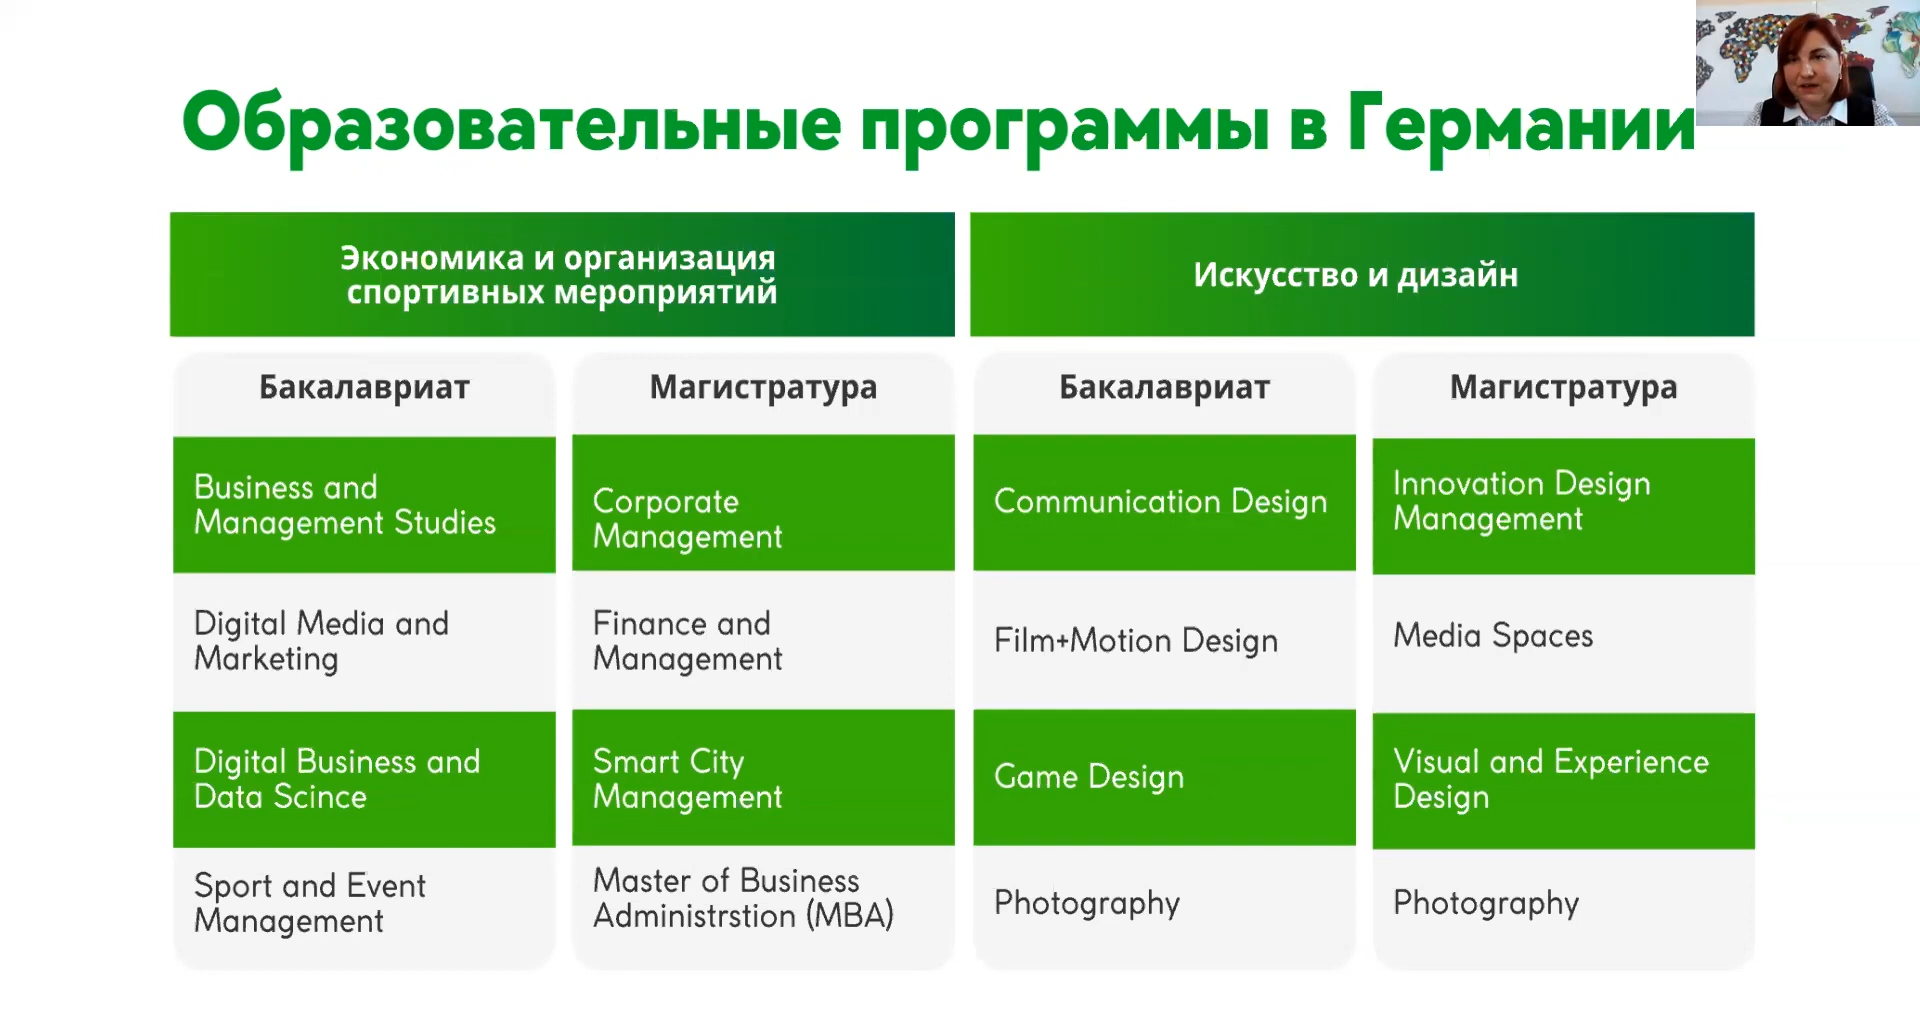 Образовательные программы в Германии
Экономика и организация
спортивных мероприятий
Искусство и дизайн
Бакалавриат
Магистратура
Бакалавриат
Магистратура
Business and
Management Studies
Corporate
Management
Communication Design
Innovation Design
Management
Digital Media and
Marketing
Finance and
Management
Film+Motion Design
Media Spaces
Digital Business and
Data Scince
Smart City
Management
Game Design
Visual and Experience
Design
Sport and Event
Management
Master of Business
Administrstion (MBA)
Photography
Photography